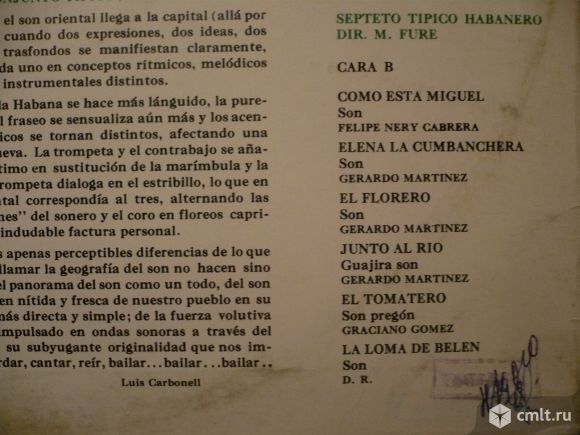 el son oriental llega a la capital (allá por
cuando dos expresiones, dos ideas, dos
trasfondos se manifiestan claramente,
da uno en conceptos rítmicos, melódicos
instrumentales distintos.
la Habana se hace más lánguido, la pure-
l fraseo se sensualiza aún más y los acen-
icos se tornan distintos, afectando una
eva. La trompeta y el contrabajo se aña-
timo en sustitución de la marímbula y la
rompeta dialoga en el estribillo, lo que en
tal correspondía al tres, alternando las
nes" del sonero y el coro en floreos capri-
indudable factura personal.
s apenas perceptibles diferencias de lo que
llamar la geografía del son no hacen sino
el panorama del son como un todo, del son
en nítida y fresca de nuestro pueblo en su
más directa y simple; de la fuerza volutiva
impulsado en ondas sonoras a través del
su subyugante originalidad que nos im-
rdar, cantar, reír, bailar...bailar...bailar..
Luis Carbonell
SEPTETO TIPICO HABANERO
DIR. M. FURE
CARA B
COMO ESTA MIGUEL
Son
FELIPE NERY CABRERA
ELENA LA CUMBANCHERA
Son
GERARDO MARTINEZ
EL FLORERO
Son
GERARDO MARTINEZ
JUNTO AL RIO
Guajira son
GERARDO MARTINEZ
EL TOMATERO
Son pregón
GRACIANO GOMEZ
LA LOMA DE BELEN
Son
D. R.
cmlt.ru